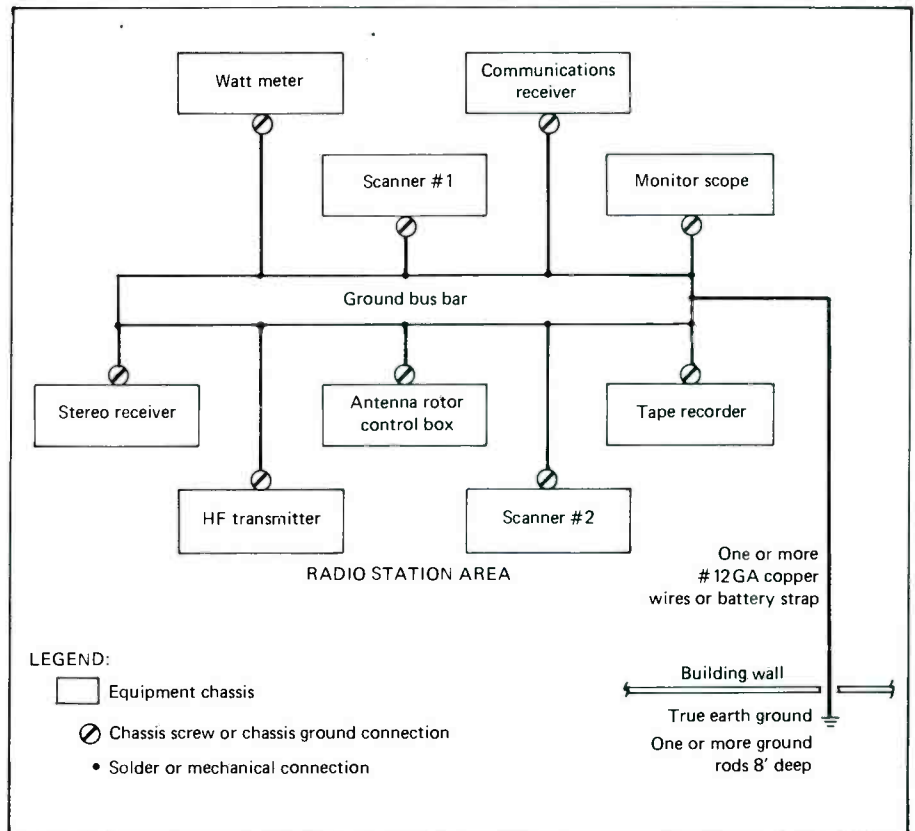 Watt meter
Communications
receiver
Scanner #1
Monitor scope
Ground bus bar
Stereo receiver
Antenna rotor
control box
Tape recorder
HF transmitter
Scanner #2
RADIO STATION AREA
One or more
#12GA copper
wires or battery strap
LEGEND:
Equipment chassis
Chassis screw or chassis ground connection
Solder or mechanical connection
Building wall
True earth ground
One or more ground
rods 8' deep